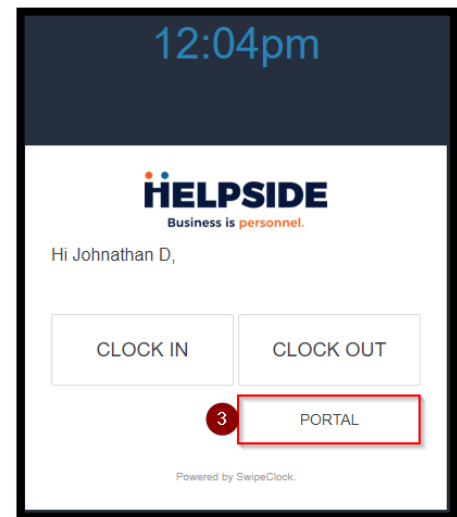 12:04pm
HELPSIDE
Business is personnel.
Hi Johnathan D,
CLOCK IN
CLOCK OUT
3
PORTAL
Powered by SwipeClock.